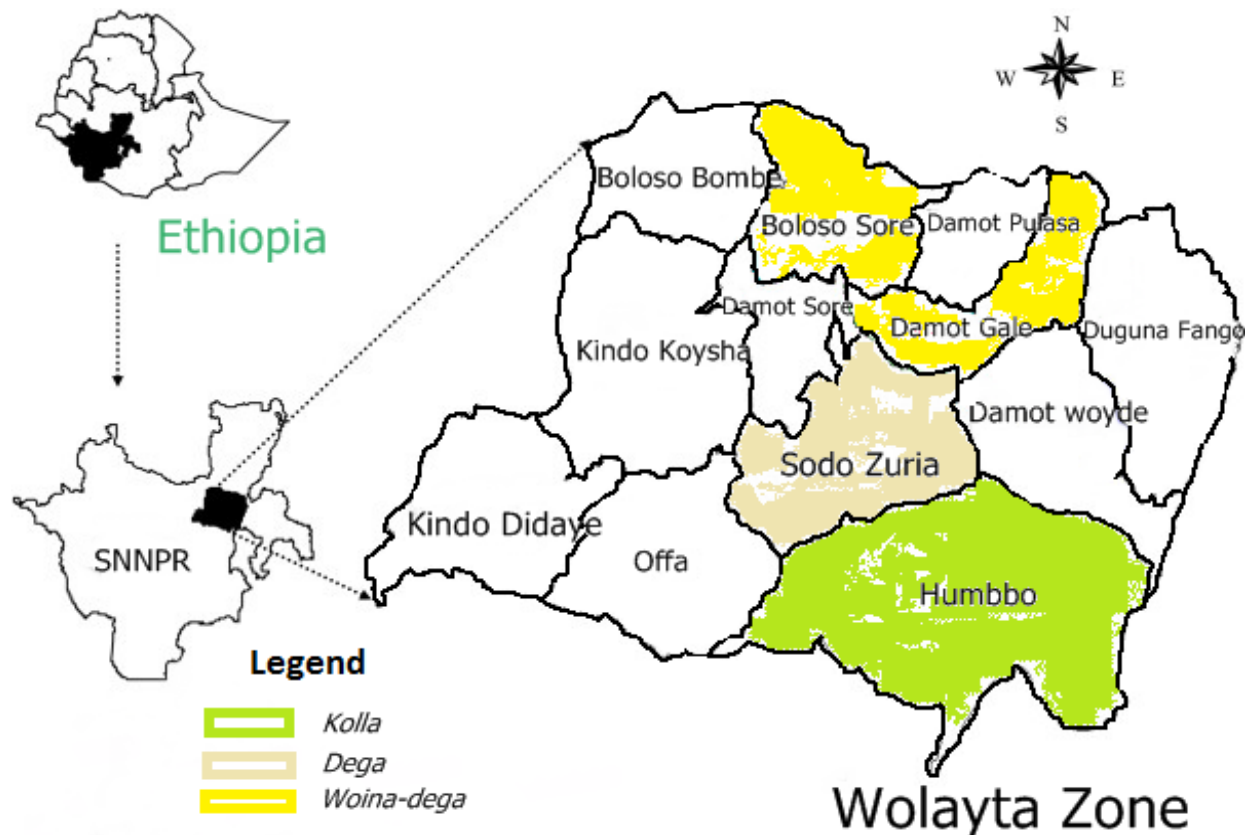 N
W E
S
Ethiopia
Boloso Bombe
Boloso Sore
Damot Pulasa
Damot Sore
Damot Gale
Duguna Fango
Kindo Koysha
Damot woyde
Sodo Zuria
Kindo Didaye
Offa
SNNPR
Humbbo
Legend
Kolla
Dega
Woina-dega
Wolayta Zone